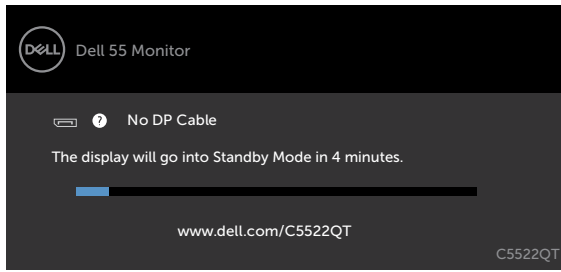 DELL
Dell 55 Monitor
? No DP Cable
The display will go into Standby Mode in 4 minutes.
www.dell.com/C5522QT
C5522QT